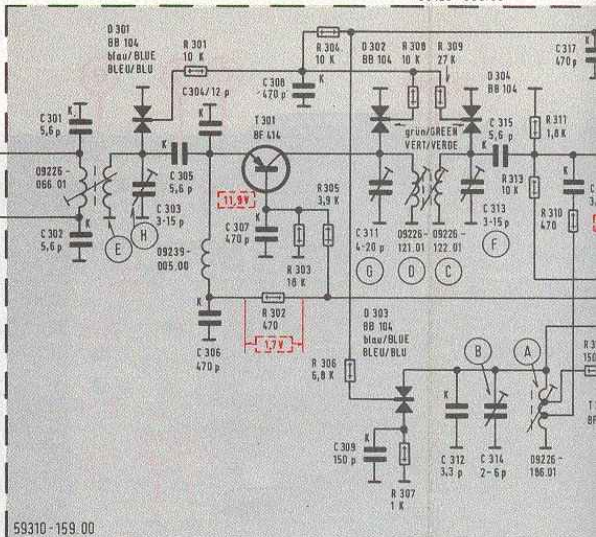 D 301
BB 104
blau/BLUE
BLEU/BLU
R 301
10 K
C304/12 p
R 304
10 K
C 308
470 p
D 302
BB 104
R 308
10 K
R 309
27 K
D 304
BB 104
C 317
470 p
K
C 301
5,6 p
K
K
T 301
BF 414
grün/GREEN
VERT/VERDE
C 315
5,6 p
K
R 311
1,8 K
09226-
066.01
K
C 305
5,6 p
11,9V
R 305
3,9 K
R 313
10 K
R 310
470
K
C 302
5,6 p
K
E
H
C 303
3-15 p
09239-
005.00
C 307
470 p
K
R 303
18 K
C 311
4-20 p
09226-
121.01
09226-
122.01
C 313
3-15 p
G
D
C
F
R 302
470
1,7V
K
C 306
470 p
D 303
BB 104
blau/BLUE
BLEU/BLU
R 306
6,8 K
B
A
K
C 309
150 p
R 307
1 K
K
C 312
3,3 p
C 314
2-6 p
09226-
186.01
150
59310-159.00